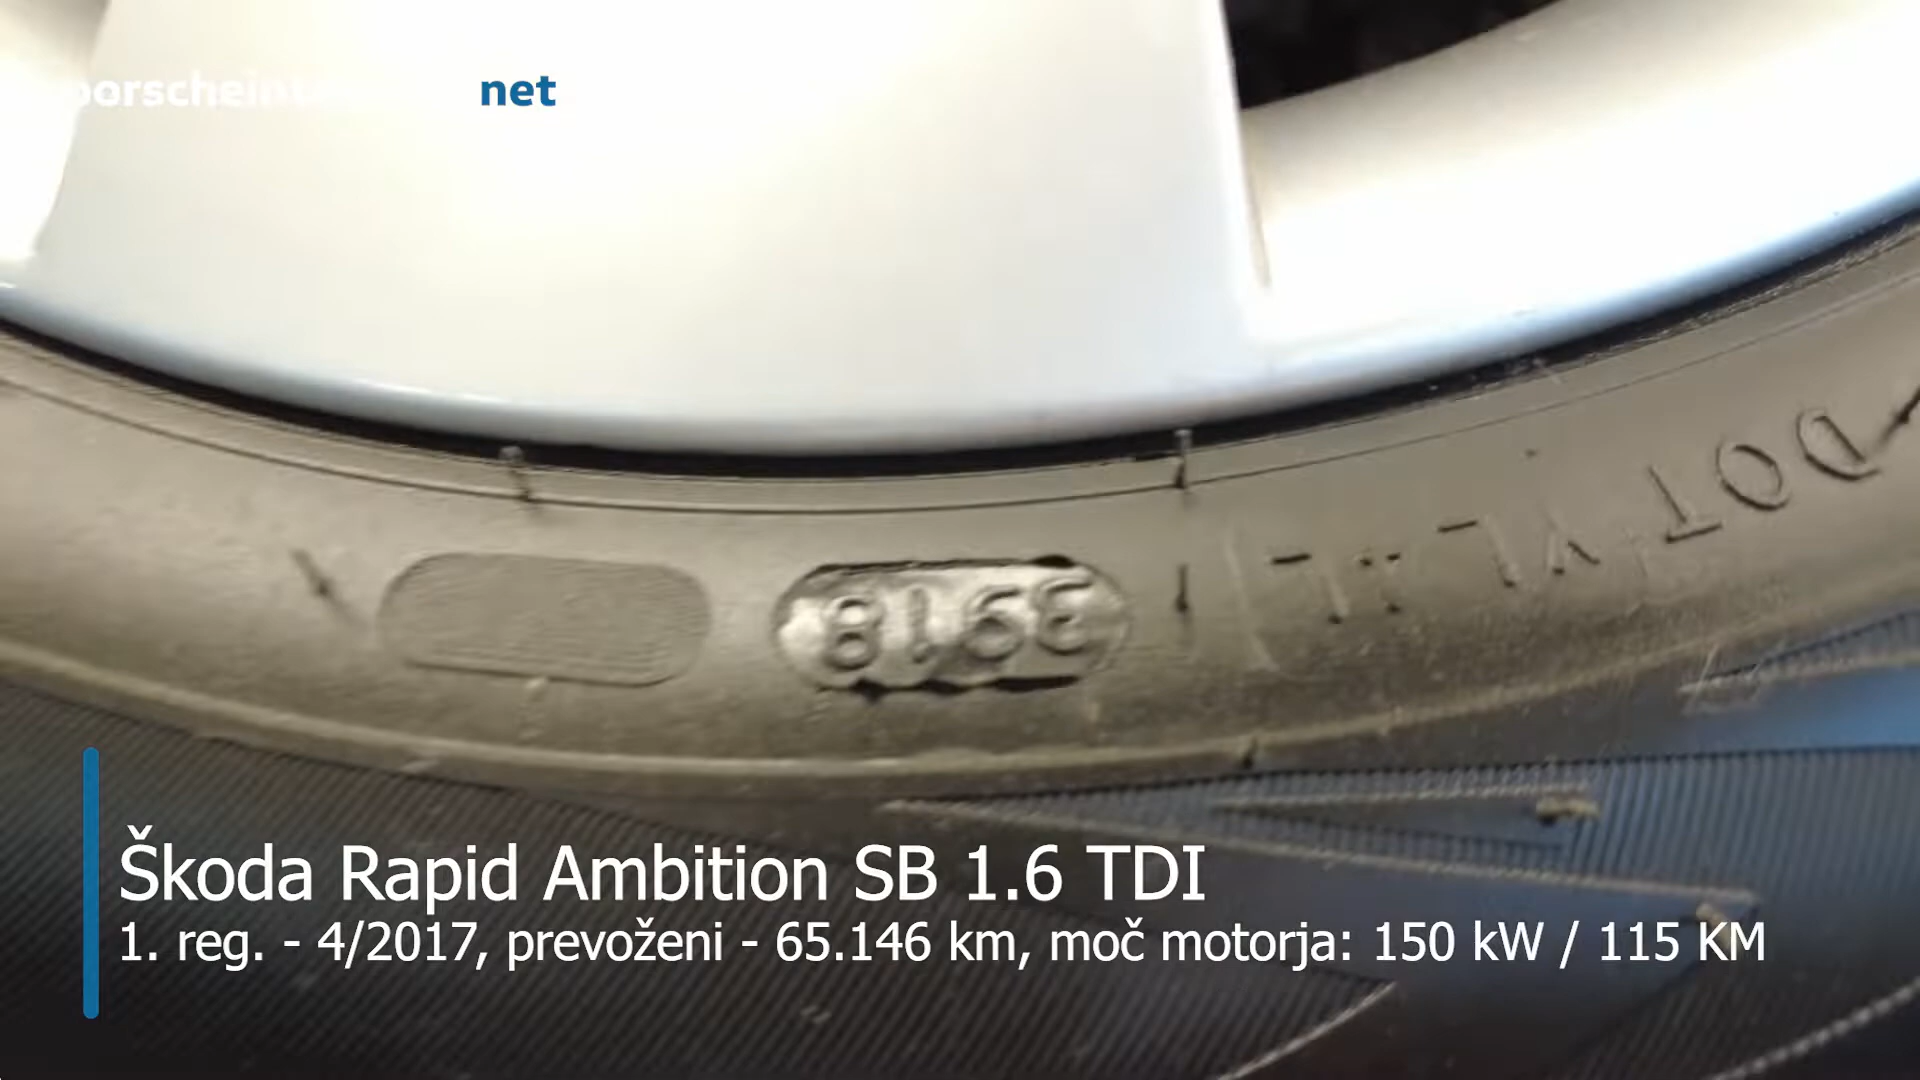 net
DOT
3918
Škoda Rapid Ambition SB 1.6 TDI
1. reg. - 4/2017, prevoženi - 65.146 km, moč motorja: 150 kW / 115 KM